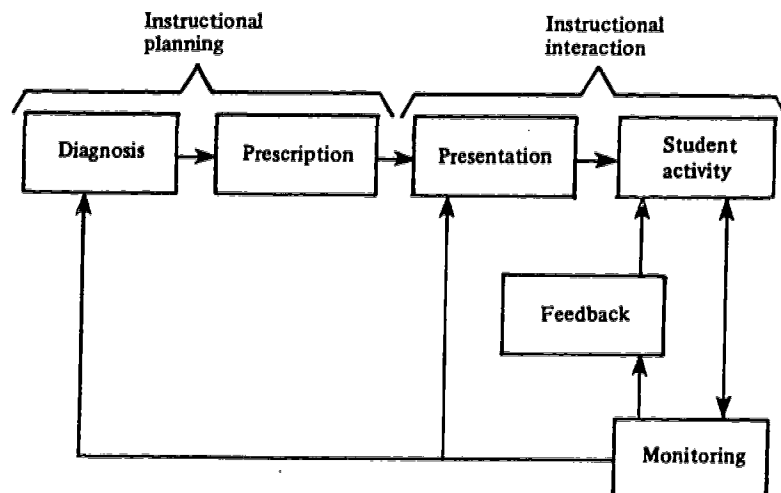 Instructional
planning
Instructional
interaction
Diagnosis
Prescription
Presentation
Student
activity
Feedback
Monitoring